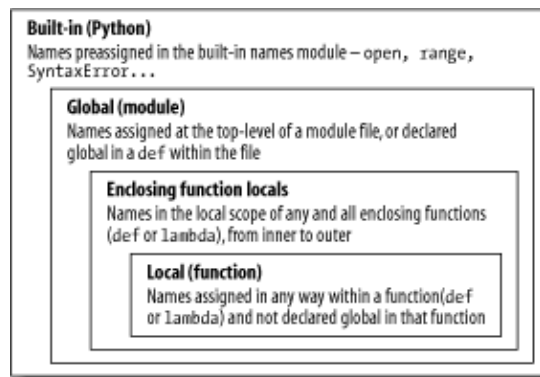 Built-in (Python)
Names preassigned in the built-in names module – open, range,
SyntaxError...
Global (module)
Names assigned at the top-level of a module file, or declared
global in a def within the file
Enclosing function locals
Names in the local scope of any and all enclosing functions
(def or lambda), from inner to outer
Local (function)
Names assigned in any way within a function(def
or lambda) and not declared global in that function